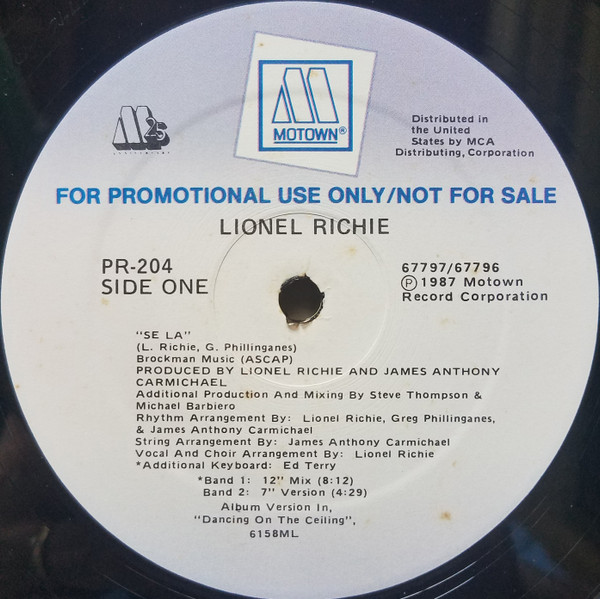 MOTOWN®
M25
ANNIVERSARY
Distributed in
the United
States by MCA
Distributing, Corporation
FOR PROMOTIONAL USE ONLY/NOT FOR SALE
LIONEL RICHIE
PR-204
SIDE ONE
67797/67796
Ⓟ1987 Motown
Record Corporation
"SE LA"
(L. Richie, G. Phillinganes)
Brockman Music (ASCAP)
PRODUCED BY LIONEL RICHIE AND JAMES ANTHONY
CARMICHAEL
Additional Production And Mixing By Steve Thompson &
Michael Barbiero
Rhythm Arrangement By: Lionel Richie, Greg Phillinganes,
& James Anthony Carmichael
String Arrangement By: James Anthony Carmichael
Vocal And Choir Arrangement By: Lionel Richie
*Additional Keyboard: Ed Terry
*Band 1: 12" Mix (8:12)
Band 2: 7" Version (4:29)
Album Version In,
"Dancing On The Ceiling",
6158ML